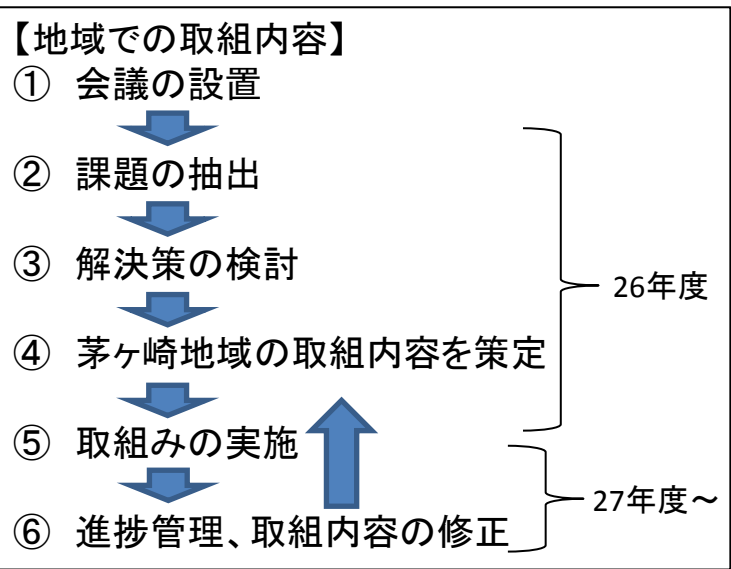 【地域での取組内容】
① 会議の設置
② 課題の抽出
③ 解決策の検討
④ 茅ヶ崎地域の取組内容を策定
26年度
⑤ 取組みの実施
⑥ 進捗管理、取組内容の修正
27年度～